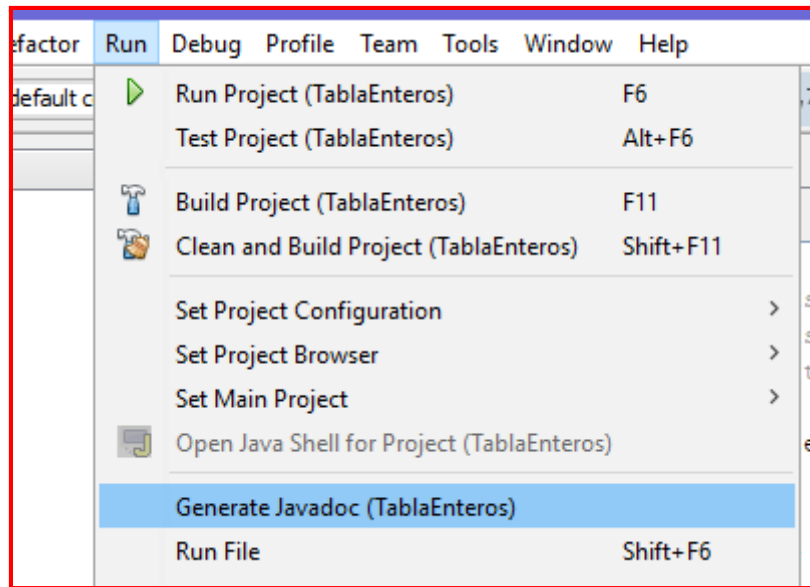 efactor Run Debug Profile Team Tools Window Help
default c
Run Project (TablaEnteros) F6
Test Project (TablaEnteros) Alt+F6
Build Project (TablaEnteros) F11
Clean and Build Project (TablaEnteros) Shift+F11
Set Project Configuration
Set Project Browser
Set Main Project
Open Java Shell for Project (TablaEnteros)
Generate Javadoc (TablaEnteros)
Run File Shift+F6